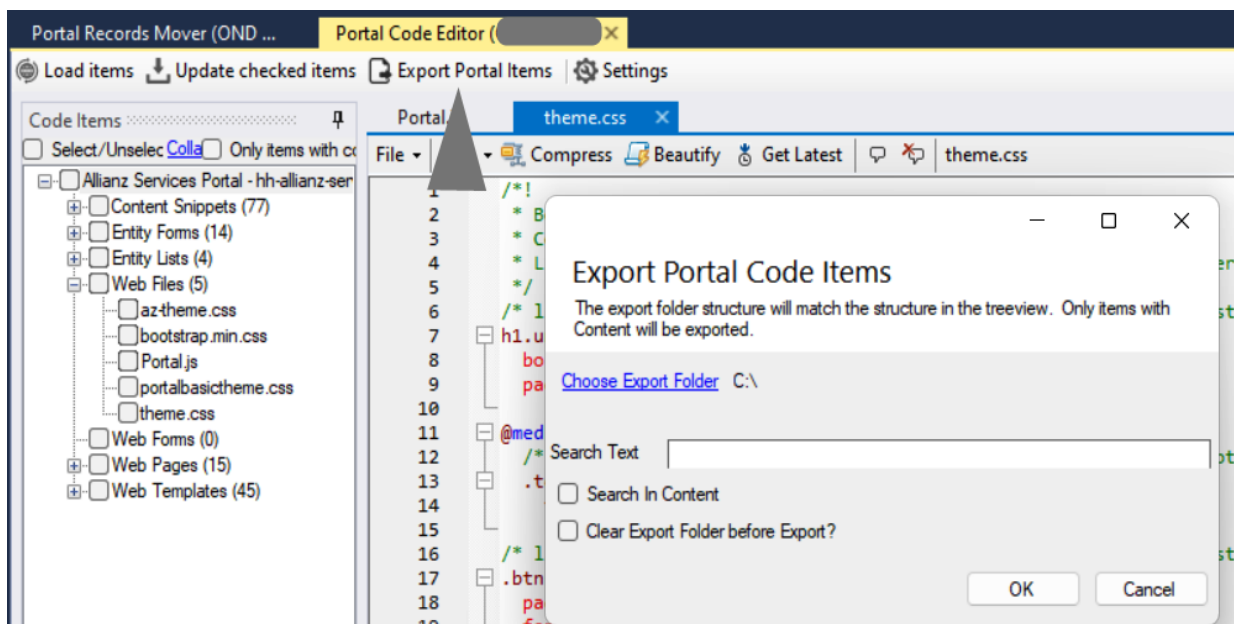 Portal Records Mover (OND ...
Portal Code Editor (
Load items
Update checked items
Export Portal Items
Settings
Code Items
Select/Unselec Colla
Only items with co
Allianz Services Portal - hh-allianz-ser
Content Snippets (77)
Entity Forms (14)
Entity Lists (4)
Web Files (5)
az-theme.css
bootstrap.min.css
Portal.js
portalbasictheme.css
theme.css
Web Forms (0)
Web Pages (15)
Web Templates (45)
Portal.
theme.css
File
Compress
Beautify
Get Latest
theme.css
1 /*!
2 * B
3 * C
4 * L
5 */
6 /* l
7 h1.u
8 bo
9 pa
10
11 @med
12 /*
13 .t
14
15
16 /* l
17 .btn
18 pa
Export Portal Code Items
The export folder structure will match the structure in the treeview. Only items with
Content will be exported.
Choose Export Folder C:\
Search Text
Search In Content
Clear Export Folder before Export?
OK
Cancel